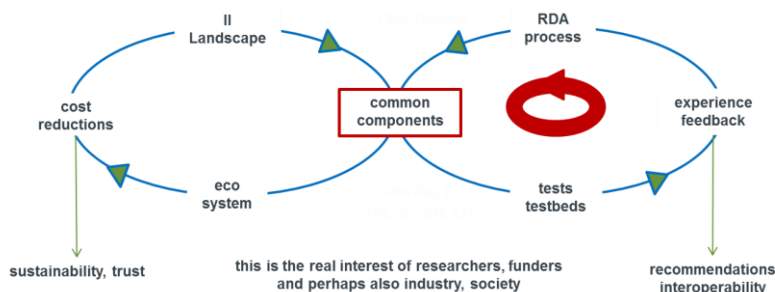 II
Landscape
RDA
process
cost
reductions
common
components
experience
feedback
eco
system
tests
testbeds
sustainability, trust
this is the real interest of researchers, funders
and perhaps also industry, society
recommendations
interoperability